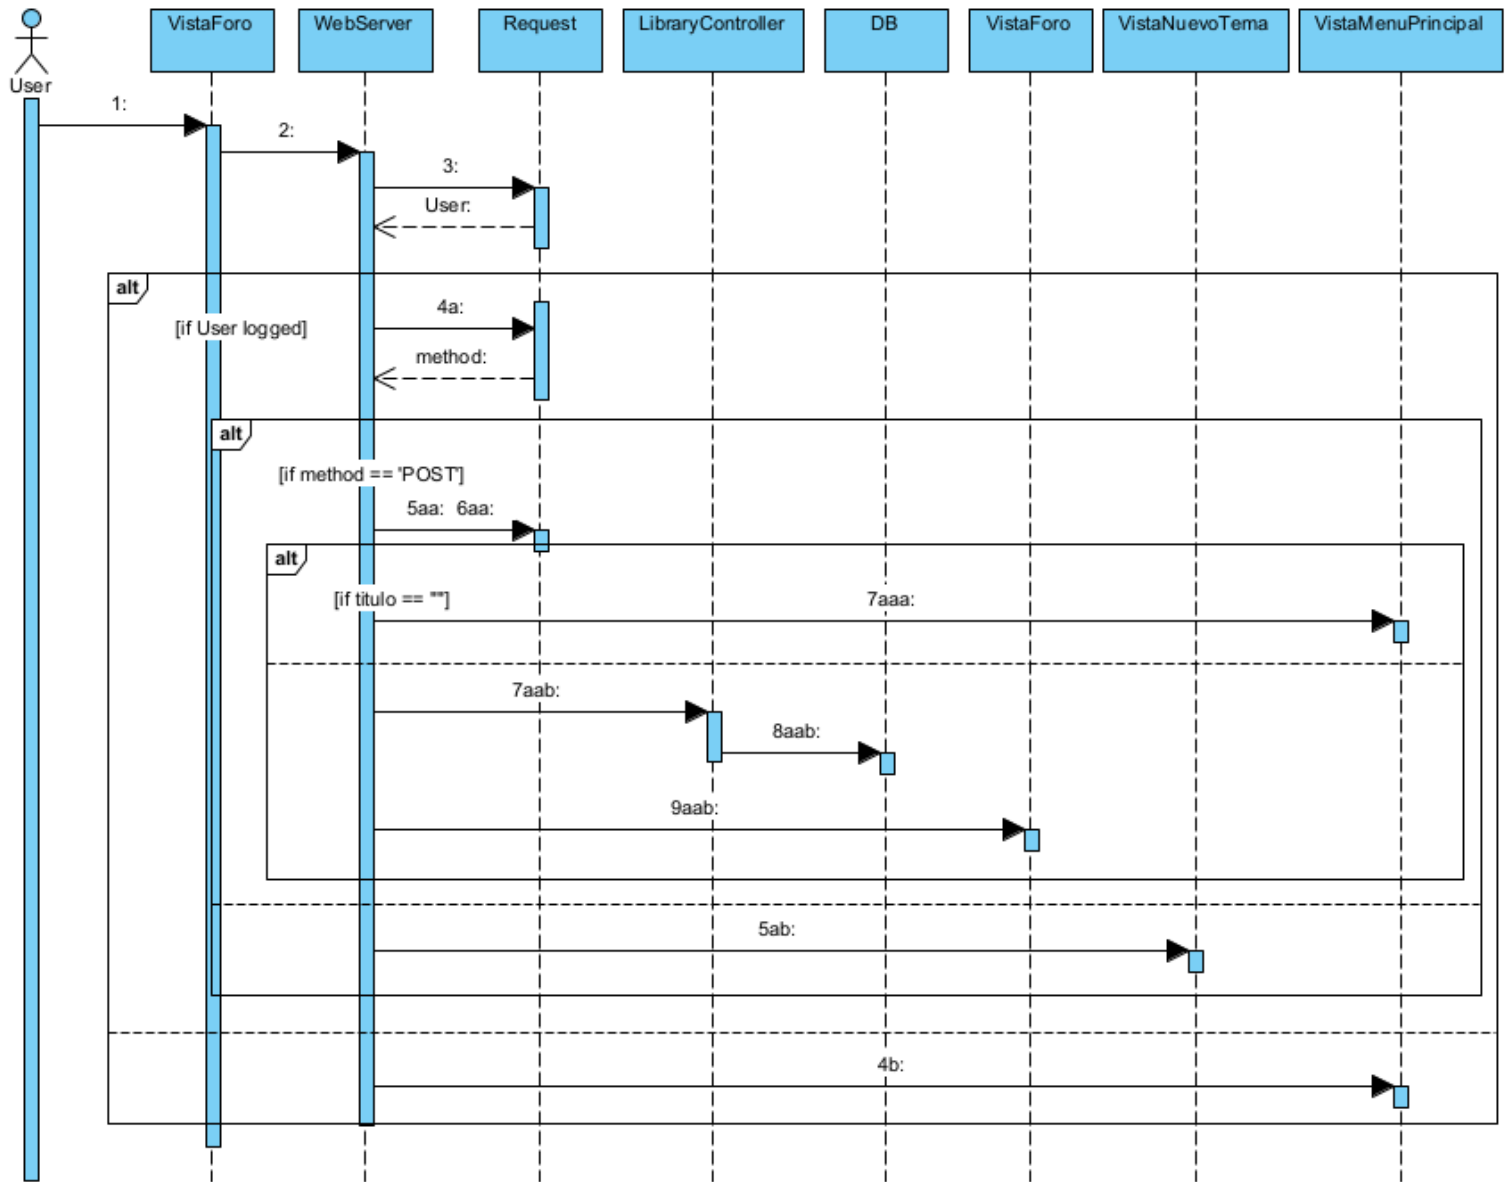 User
VistaForo
WebServer
Request
LibraryController
DB
VistaForo
VistaNuevoTema
VistaMenuPrincipal
1:
2:
3:
User:
alt
[if User logged]
4a:
method:
alt
[if method == 'POST']
5aa: 6aa:
alt
[if titulo == ""]
7aaa:
7aab:
8aab:
9aab:
5ab:
4b: